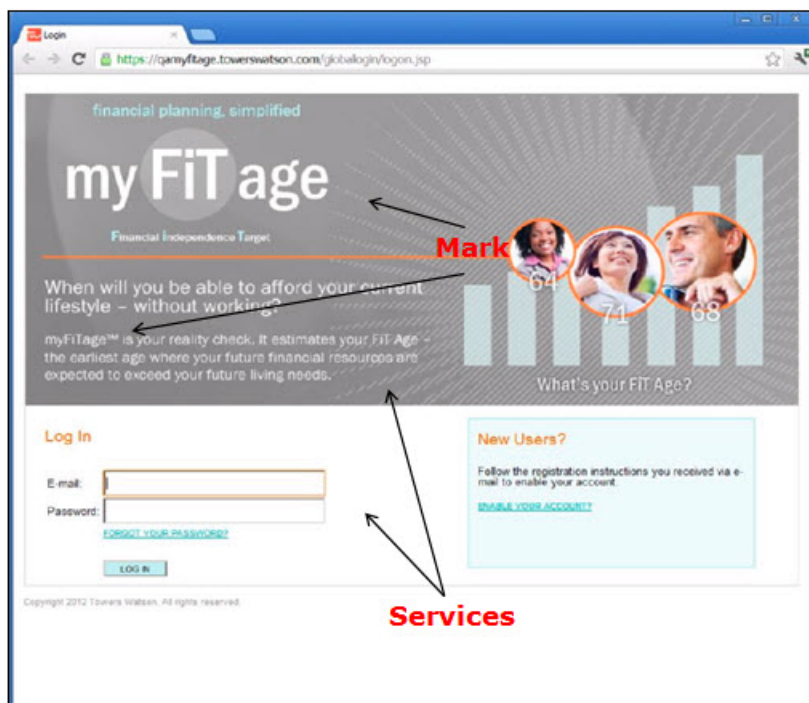 Login
https://qamyfitage.towerswatson.com/globallogin/logon.jsp
financial planning, simplified
my FiT age
Financial Independence Target
Mark
When will you be able to afford your current
lifestyle – without working?
myFiTage℠ is your reality check. It estimates your FiT Age –
the earliest age where your future financial resources are
expected to exceed your future living needs.
64
71
68
What's your FiT Age?
Log In
E-mail:
Password:
FORGOT YOUR PASSWORD?
LOG IN
New Users?
Follow the registration instructions you received via e-
mail to enable your account.
ENABLE YOUR ACCOUNT?
Copyright 2012 Towers Watson. All rights reserved.
Services